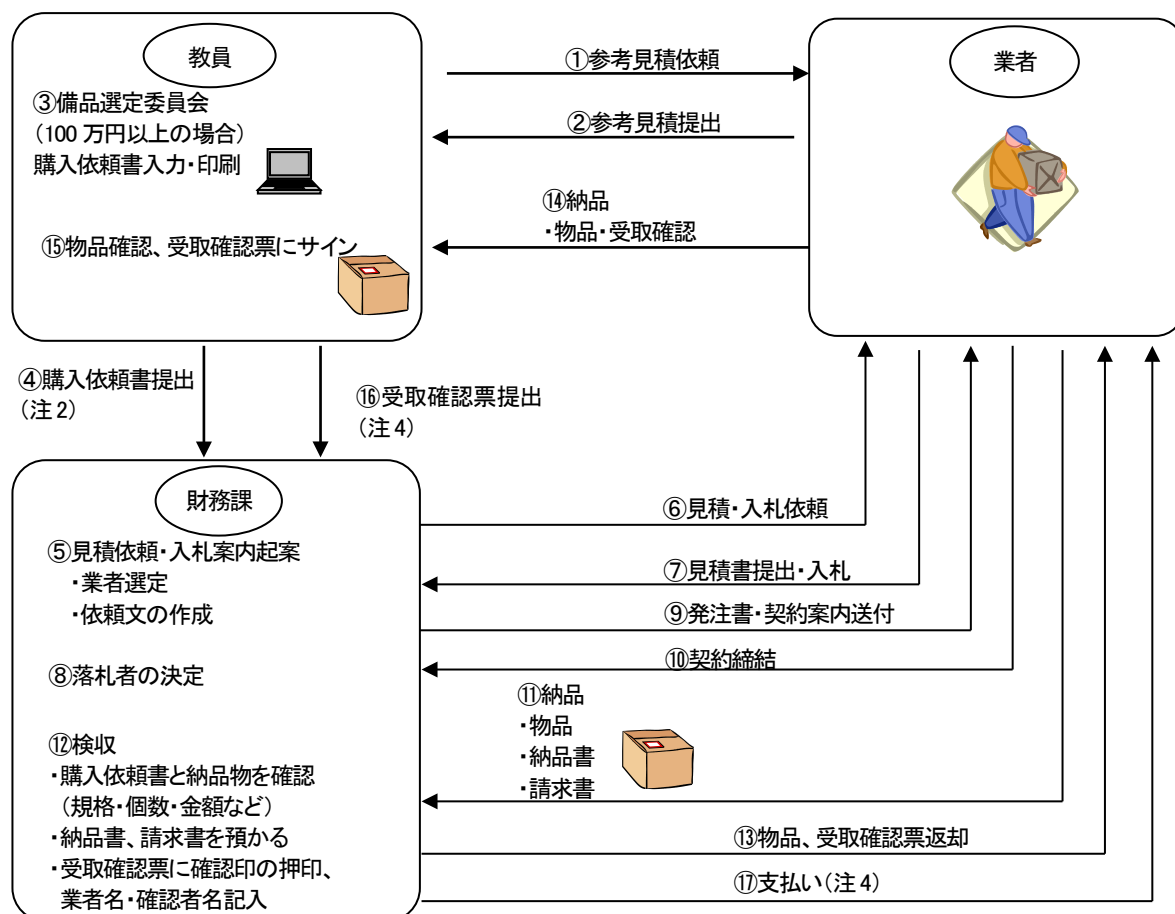 教員
③備品選定委員会
(100 万円以上の場合)
購入依頼書入力・印刷
⑮物品確認、受取確認票にサイン
①参考見積依頼
②参考見積提出
⑭納品
・物品・受取確認
業者
④購入依頼書提出
(注 2)
⑯受取確認票提出
(注 4)
財務課
⑤見積依頼・入札案内起案
・業者選定
・依頼文の作成
⑧落札者の決定
⑫検収
・購入依頼書と納品物を確認
(規格・個数・金額など)
・納品書、請求書を預かる
・受取確認票に確認印の押印、
業者名・確認者名記入
⑥見積・入札依頼
⑦見積書提出・入札
⑨発注書・契約案内送付
⑩契約締結
⑪納品
・物品
・納品書
・請求書
⑬物品、受取確認票返却
⑰支払い(注 4)